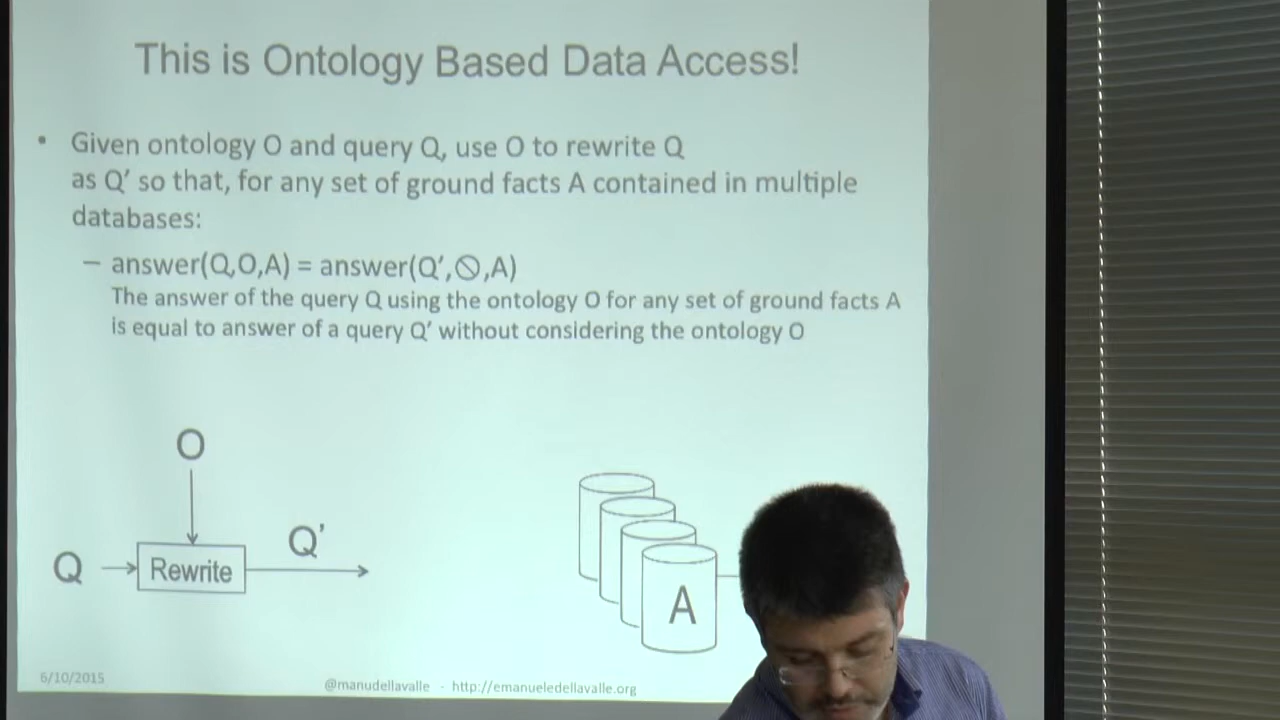 This is Ontology Based Data Access!
• Given ontology O and query Q, use O to rewrite Q
as Q’ so that, for any set of ground facts A contained in multiple
databases:
– answer(Q,O,A) = answer(Q’,⃠,A)
The answer of the query Q using the ontology O for any set of ground facts A
is equal to answer of a query Q’ without considering the ontology O
O
Q’
Q
Rewrite
A
6/10/2015
@manudellavalle - http://emanueledellavalle.org